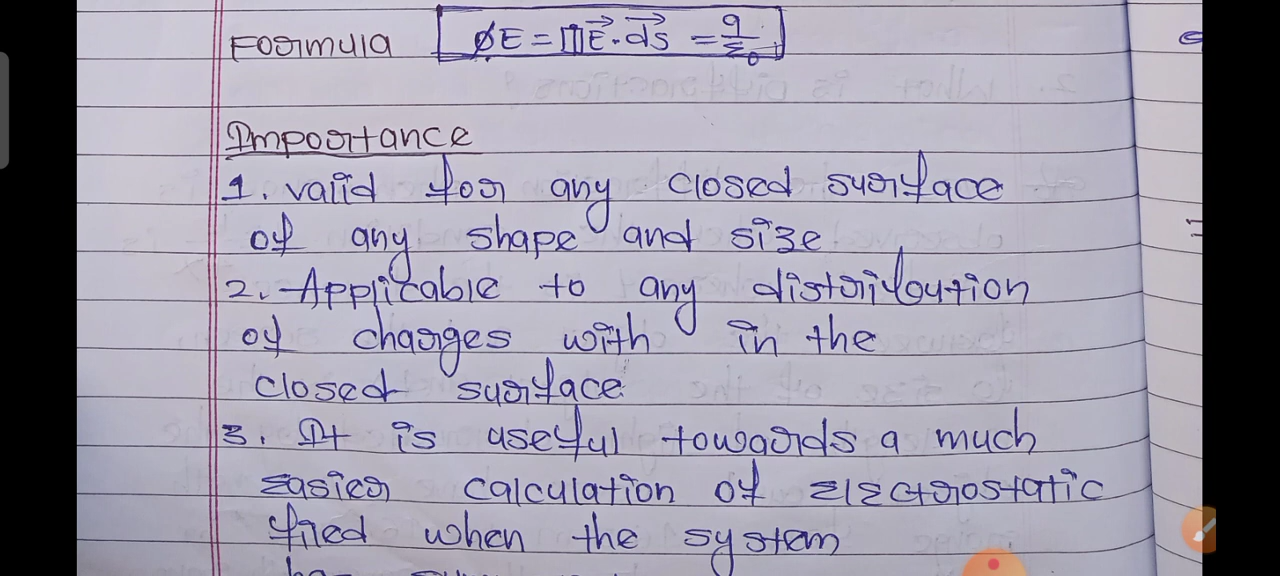 Formula ϕE = ∏E⃗·ds⃗ = q/ε₀
Importance
1. valid for any closed surface
of any shape and size
2. Applicable to any distribution
of charges with in the
closed surface
3. It is useful towards a much
Easier calculation of Electrostatic
filed when the system